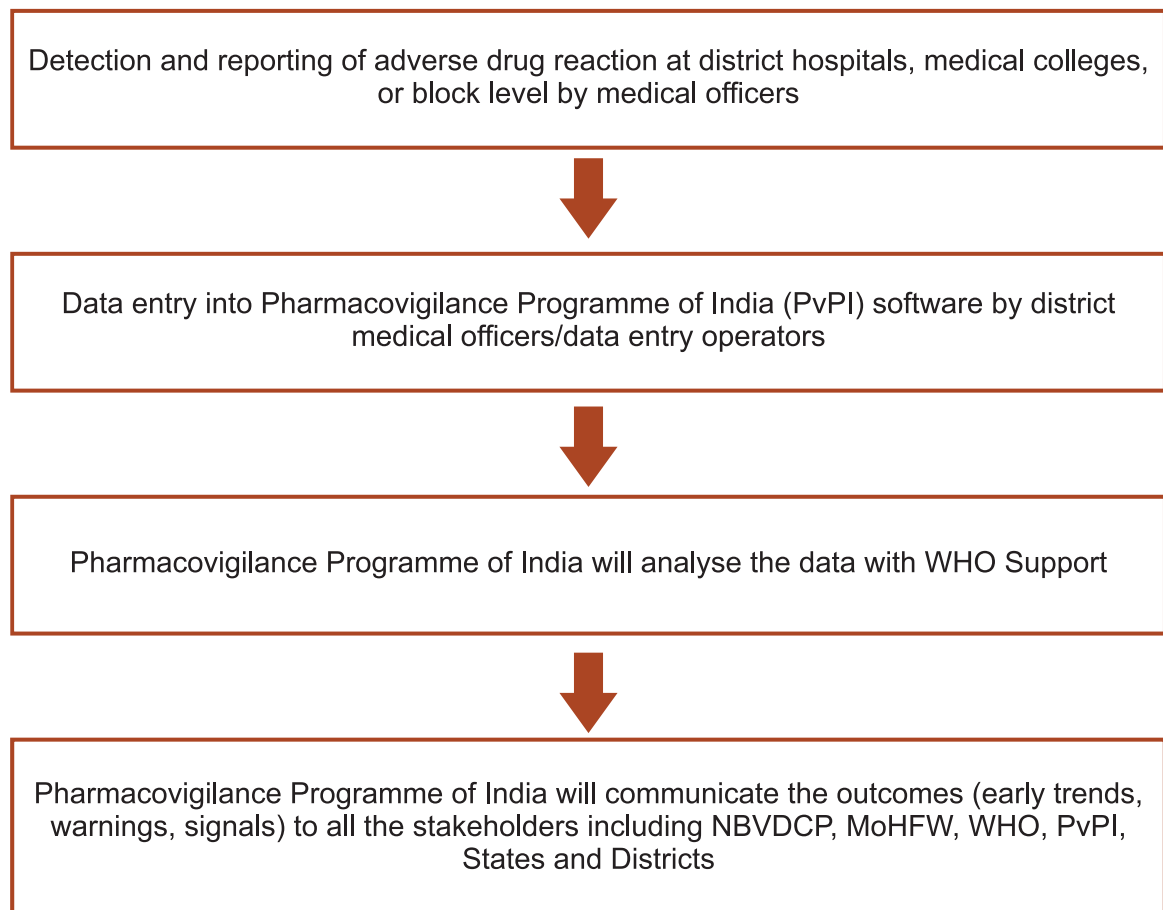 Detection and reporting of adverse drug reaction at district hospitals, medical colleges,
or block level by medical officers
Data entry into Pharmacovigilance Programme of India (PvPI) software by district
medical officers/data entry operators
Pharmacovigilance Programme of India will analyse the data with WHO Support
Pharmacovigilance Programme of India will communicate the outcomes (early trends,
warnings, signals) to all the stakeholders including NBVDCP, MoHFW, WHO, PvPI,
States and Districts